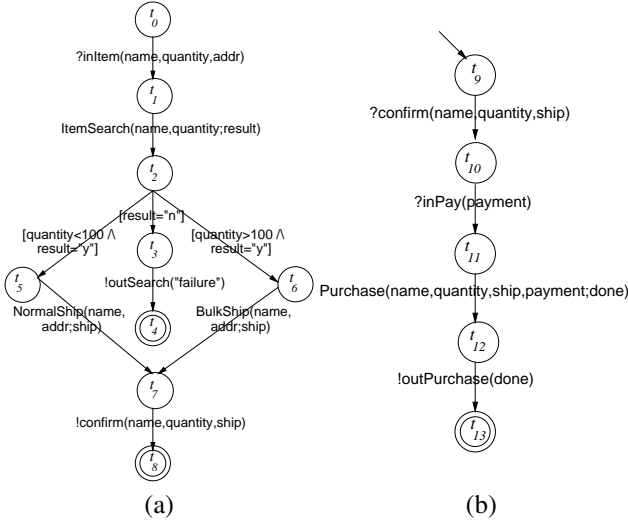 t0
?inItem(name,quantity,addr)
t1
ItemSearch(name,quantity;result)
t2
[result="n"]
[quantity<100 /\
result="y"]
[quantity>100 /\
result="y"]
t3
t5
t6
!outSearch("failure")
NormalShip(name,
addr;ship)
BulkShip(name,
addr;ship)
t4
t7
!confirm(name,quantity,ship)
t8
(a)
t9
?confirm(name,quantity,ship)
t10
?inPay(payment)
t11
Purchase(name,quantity,ship,payment;done)
t12
!outPurchase(done)
t13
(b)